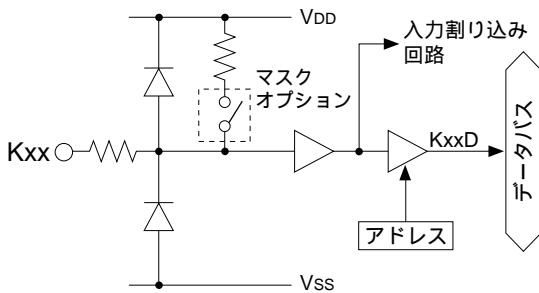 VDD
入力割り込み
回路
マスク
オプション
Kxx
KxxD
アドレス
データバス
VSS